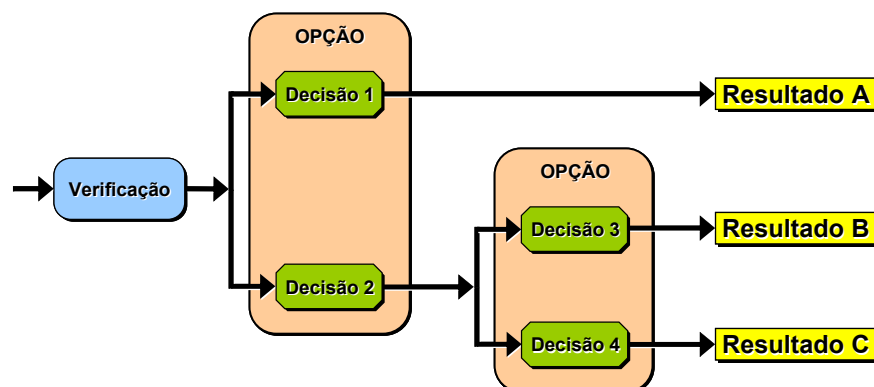 OPÇÃO
Decisão 1
Resultado A
Verificação
OPÇÃO
Decisão 3
Resultado B
Decisão 2
Decisão 4
Resultado C